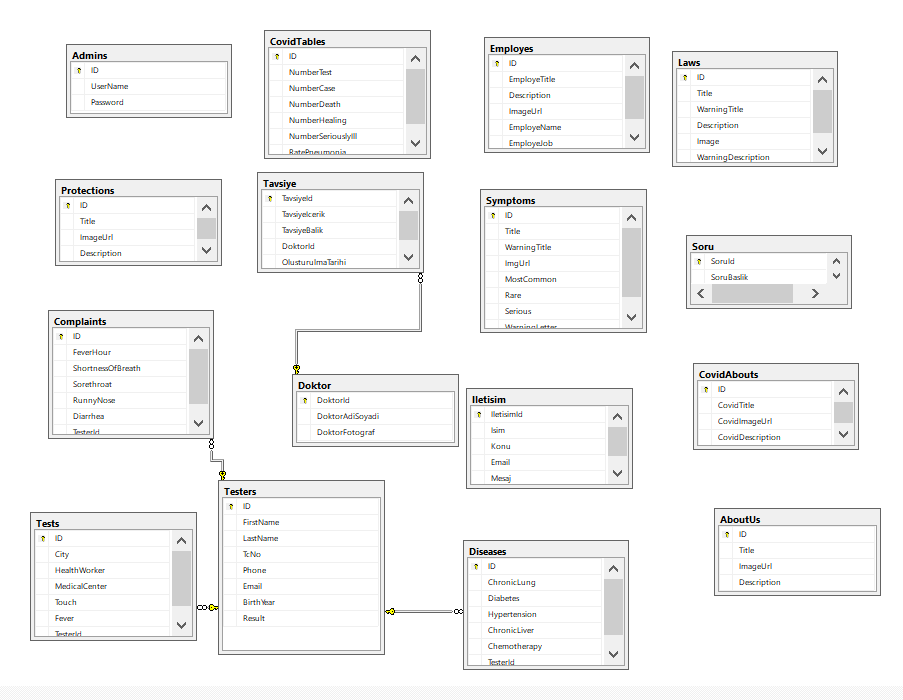 Admins
ID
UserName
Password
CovidTables
ID
NumberTest
NumberCase
NumberDeath
NumberHealing
NumberSeriouslyIll
RatePneumonia
Employes
ID
EmployeTitle
Description
ImageUrl
EmployeName
EmployeJob
Laws
ID
Title
WarningTitle
Description
Image
WarningDescription
Protections
ID
Title
ImageUrl
Description
Tavsiye
TavsiyeId
TavsiyeIcerik
TavsiyeBalik
DoktorId
OlusturulmaTarihi
Symptoms
ID
Title
WarningTitle
ImgUrl
MostCommon
Rare
Serious
WarningLetter
Soru
SoruId
SoruBaslik
Complaints
ID
FeverHour
ShortnessOfBreath
Sorethroat
RunnyNose
Diarrhea
TesterId
Doktor
DoktorId
DoktorAdiSoyadi
DoktorFotograf
Iletisim
IletisimId
Isim
Konu
Email
Mesaj
CovidAbouts
ID
CovidTitle
CovidImageUrl
CovidDescription
Tests
ID
City
HealthWorker
MedicalCenter
Touch
Fever
TesterId
Testers
ID
FirstName
LastName
TcNo
Phone
Email
BirthYear
Result
Diseases
ID
ChronicLung
Diabetes
Hypertension
ChronicLiver
Chemotherapy
TesterId
AboutUs
ID
Title
ImageUrl
Description